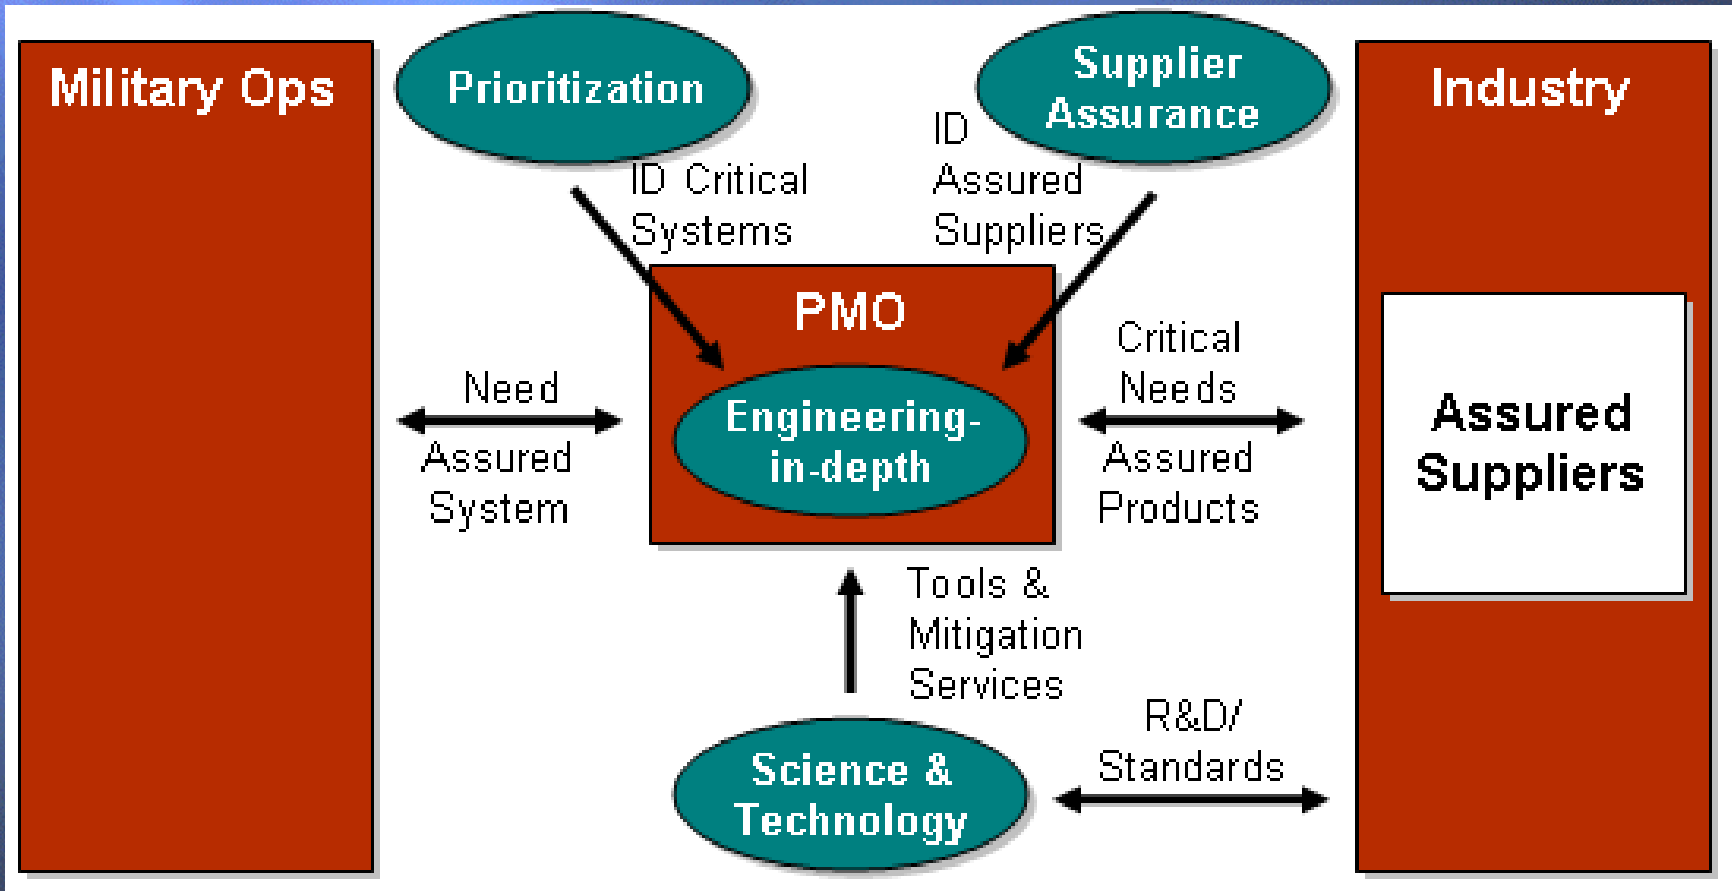 Military Ops
Prioritization
Supplier
Assurance
Industry
ID Critical
Systems
ID
Assured
Suppliers
PMO
Engineering-
in-depth
Need
Assured
System
Critical
Needs
Assured
Products
Assured
Suppliers
Tools &
Mitigation
Services
Science &
Technology
R&D/
Standards